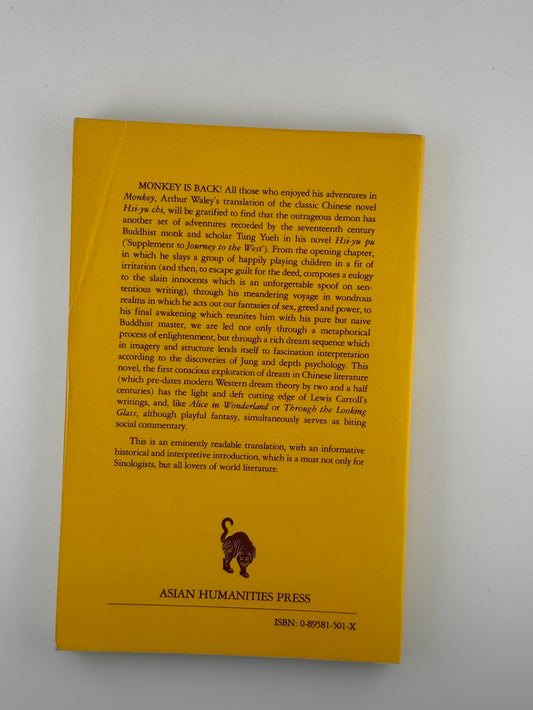 MONKEY IS BACK! All those who enjoyed his adventures in
Monkey, Arthur Waley's translation of the classic Chinese novel
Hsi-yu chi, will be gratified to find that the outrageous demon has
another set of adventures recorded by the seventeenth century
Buddhist monk and scholar Tung Yueh in his novel Hsi-yu pu
('Supplement to Journey to the West'). From the opening chapter,
in which he slays a group of happily playing children in a fit of
irritation (and then, to escape guilt for the deed, composes a eulogy
to the slain innocents which is an unforgettable spoof on sen-
tentious writing), through his meandering voyage in wondrous
realms in which he acts out our fantasies of sex, greed and power, to
his final awakening which reunites him with his pure but naive
Buddhist master, we are led not only through a metaphorical
process of enlightenment, but through a rich dream sequence which
in imagery and structure lends itself to fascination interpretation
according to the discoveries of Jung and depth psychology. This
novel, the first conscious exploration of dream in Chinese literature
(which pre-dates modern Western dream theory by two and a half
centuries) has the light and deft cutting edge of Lewis Carroll's
writings, and, like Alice in Wonderland or Through the Looking
Glass, although playful fantasy, simultaneously serves as biting
social commentary.
This is an eminently readable translation, with an informative
historical and interpretive introduction, which is a must not only for
Sinologists, but all lovers of world literature.
ASIAN HUMANITIES PRESS
ISBN: 0-89581-501-X